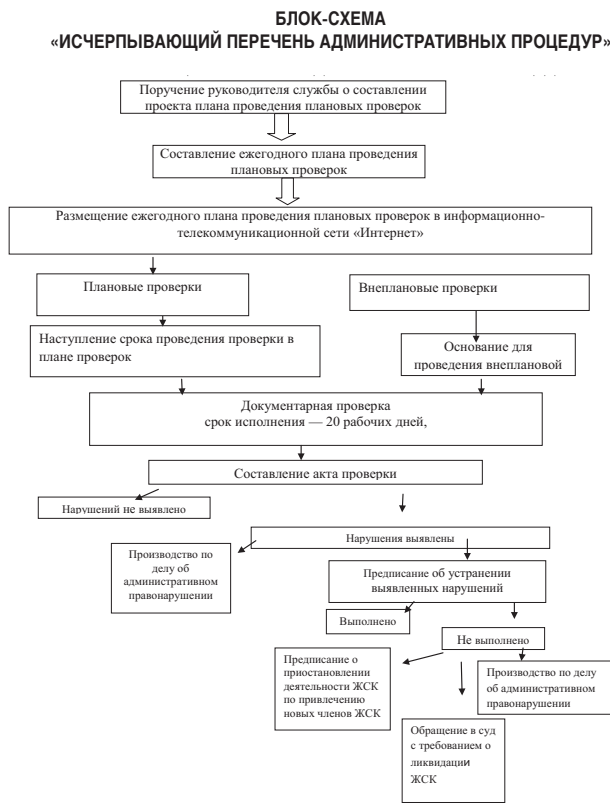 БЛОК-СХЕМА
«ИСЧЕРПЫВАЮЩИЙ ПЕРЕЧЕНЬ АДМИНИСТРАТИВНЫХ ПРОЦЕДУР»
Поручение руководителя службы о составлении
проекта плана проведения плановых проверок
Составление ежегодного плана проведения
плановых проверок
Размещение ежегодного плана проведения плановых проверок в информационно-
телекоммуникационной сети «Интернет»
Плановые проверки
Внеплановые проверки
Наступление срока проведения проверки в
плане проверок
Основание для
проведения внеплановой
Документарная проверка
срок исполнения — 20 рабочих дней,
Составление акта проверки
Нарушений не выявлено
Нарушения выявлены
Производство по
делу об
административном
правонарушении
Предписание об устранении
выявленных нарушений
Выполнено
Не выполнено
Предписание о
приостановлении
деятельности ЖСК
по привлечению
новых членов ЖСК
Производство по делу
об административном
правонарушении
Обращение в суд
с требованием о
ликвидации
ЖСК